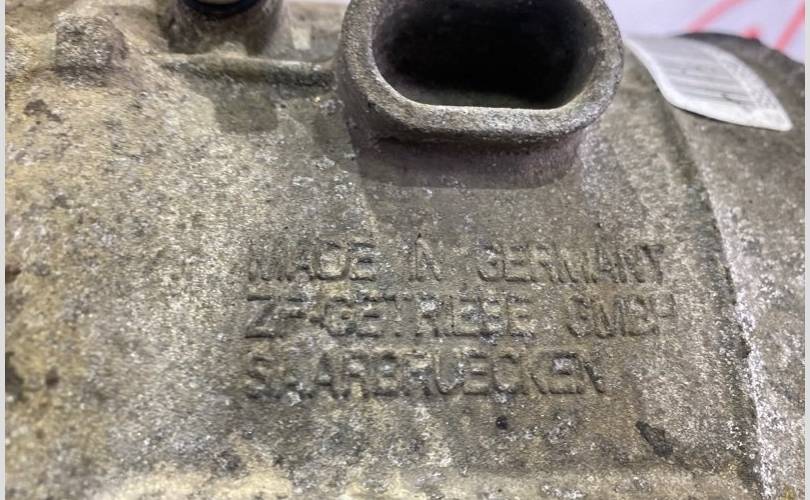 MADE IN GERMANY
ZF-GETRIEBE GMBH
SAARBRUECKEN